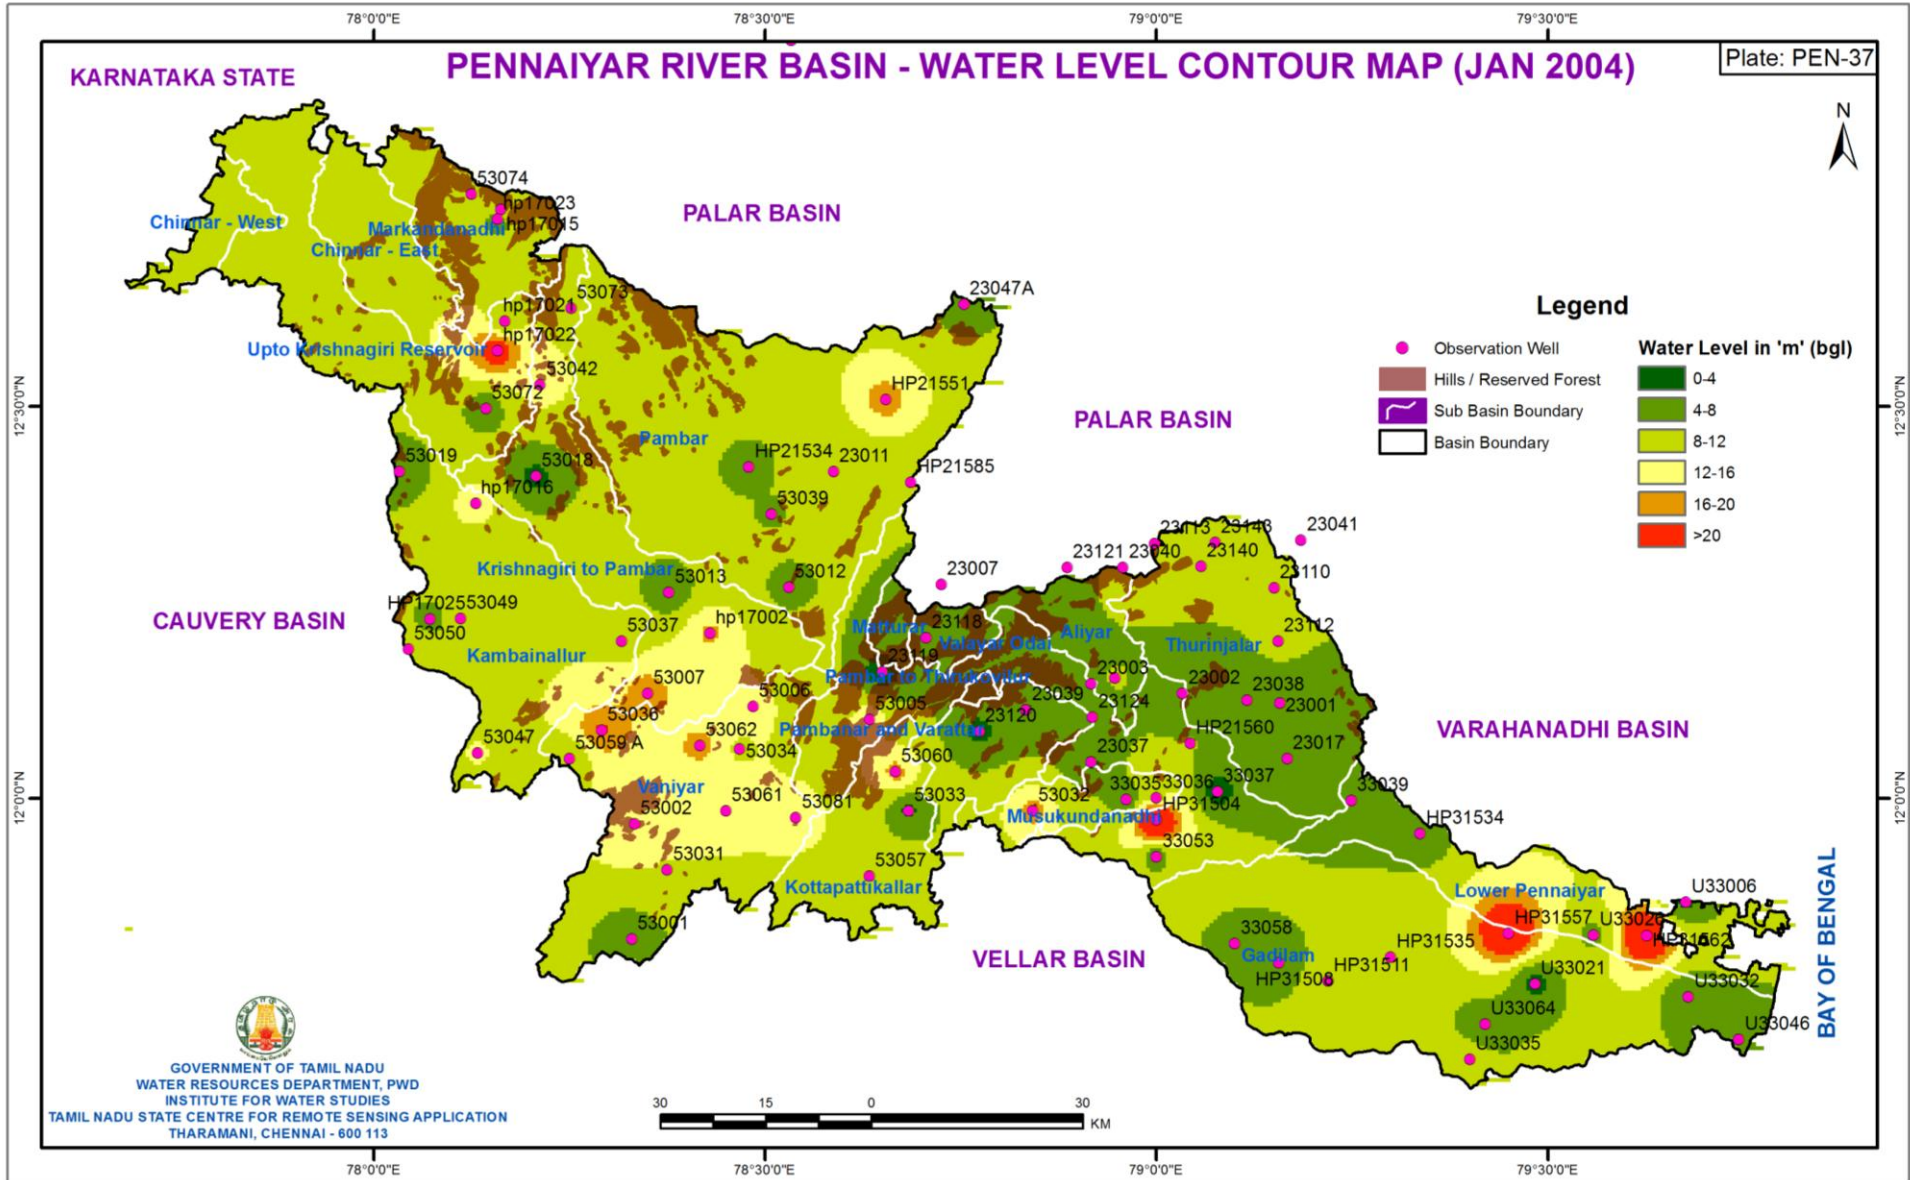 78°0'0"E 78°30'0"E 79°0'0"E 79°30'0"E
PENNAIYAR RIVER BASIN - WATER LEVEL CONTOUR MAP (JAN 2004)
Plate: PEN-37
KARNATAKA STATE
N
53074
hp17023
hp17015
PALAR BASIN
Chinnar - West
Markandanadhi
Chinnar - East
23047A
53073
hp17021
hp17022
Upto Krishnagiri Reservoir
53042
53072
HP21551
Legend
Observation Well
Hills / Reserved Forest
Sub Basin Boundary
Basin Boundary
Water Level in 'm' (bgl)
0-4
4-8
8-12
12-16
16-20
>20
12°30'0"N
12°30'0"N
PALAR BASIN
Pambar
53019
53018
HP21534
23011
HP21585
hp17016
53039
23113
23143
23041
23121
23040
23140
Krishnagiri to Pambar
53013
53012
23007
23110
HP17025
53049
CAUVERY BASIN
53050
53037
hp17002
Mattur
23118
Valayar Odai
Aliyar
23112
Thurinjalar
Kambainallur
23119
Pambar to Thirukovilur
53007
53006
23003
23002
23038
23001
53036
53005
23039
23124
53062
Pambanar and Varattar
23120
HP21560
VARAHANADHI BASIN
53047
53059 A
53034
53060
23037
23017
Vaniyar
33035
33036
33037
33039
53002
53061
53081
53033
53032
HP31504
Musukundanadhi
HP31534
53031
53057
33053
Kottapattikallar
Lower Pennaiyar
U33006
53001
33058
HP31557
U33026
HP31535
Gadilam
VELLAR BASIN
HP31508
HP31511
U33021
U33032
U33064
U33046
U33035
BAY OF BENGAL
12°0'0"N
12°0'0"N
GOVERNMENT OF TAMIL NADU
WATER RESOURCES DEPARTMENT, PWD
INSTITUTE FOR WATER STUDIES
TAMIL NADU STATE CENTRE FOR REMOTE SENSING APPLICATION
THARAMANI, CHENNAI - 600 113
30 15 0 30
KM
78°0'0"E 78°30'0"E 79°0'0"E 79°30'0"E